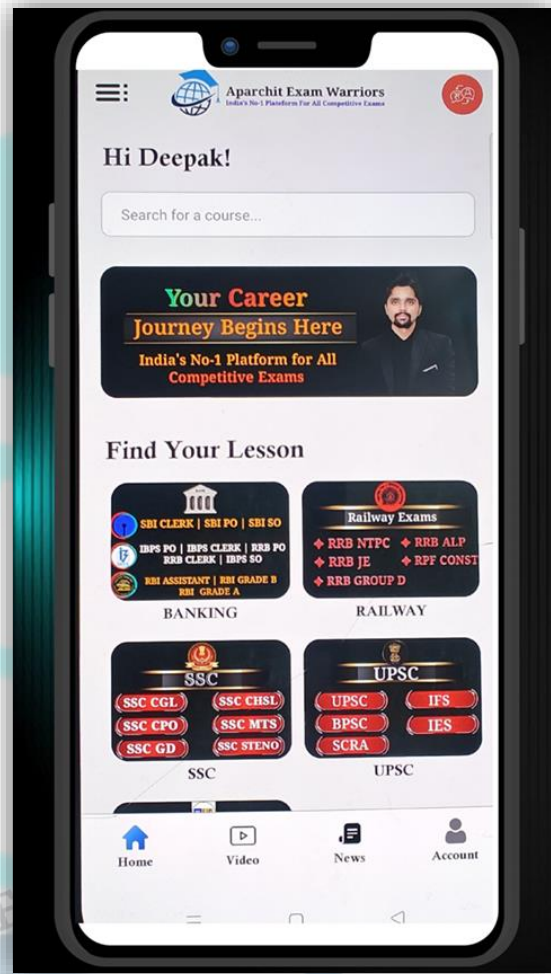 Aparchit Exam Warriors
India's No-1 Plateform For All Competitive Exams
Hi Deepak!
Search for a course...
Your Career
Journey Begins Here
India's No-1 Platform for All
Competitive Exams
Find Your Lesson
SBI CLERK | SBI PO | SBI SO
IBPS PO | IBPS CLERK | RRB PO
RRB CLERK | IBPS SO
RBI ASSISTANT | RBI GRADE B
RBI GRADE A
BANKING
Railway Exams
RRB NTPC
RRB ALP
RRB JE
RPF CONST
RRB GROUP D
RAILWAY
SSC
SSC CGL
SSC CHSL
SSC CPO
SSC MTS
SSC GD
SSC STENO
SSC
UPSC
UPSC
IFS
BPSC
IES
SCRA
UPSC
Home
Video
News
Account